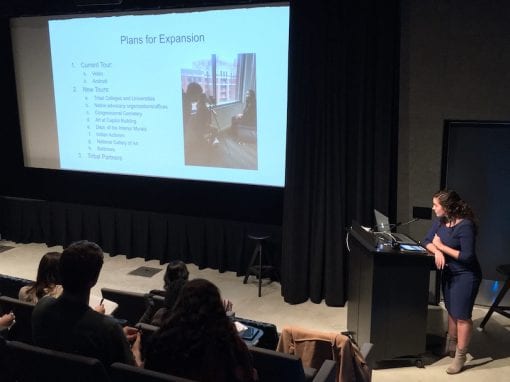 Plans for Expansion
1. Current Tour:
a. Video
b. Android
2. New Tours:
a. Tribal Colleges and Universities
b. Native advocacy organizations/offices
c. Congressional Cemetery
d. Art at Capitol Building
e. Dept. of the Interior Murals
f. Indian Activism
g. National Gallery of Art
h. Baltimore
3. Tribal Partners